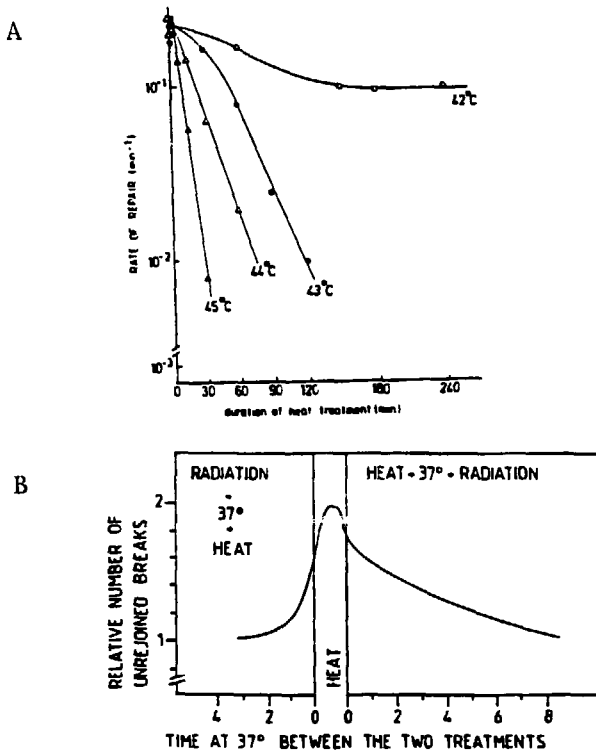 A
RATE OF REPAIR (mn⁻¹)
10⁻¹
10⁻²
10⁻³
42°C
43°C
44°C
45°C
0 30 60 90 120 180 240
duration of heat treatment (mn)
B
RELATIVE NUMBER OF
UNREJOINED BREAKS
2
1
RADIATION
37°
HEAT
HEAT
HEAT - 37° - RADIATION
4 2 0 0 2 4 6 8
TIME AT 37° BETWEEN THE TWO TREATMENTS